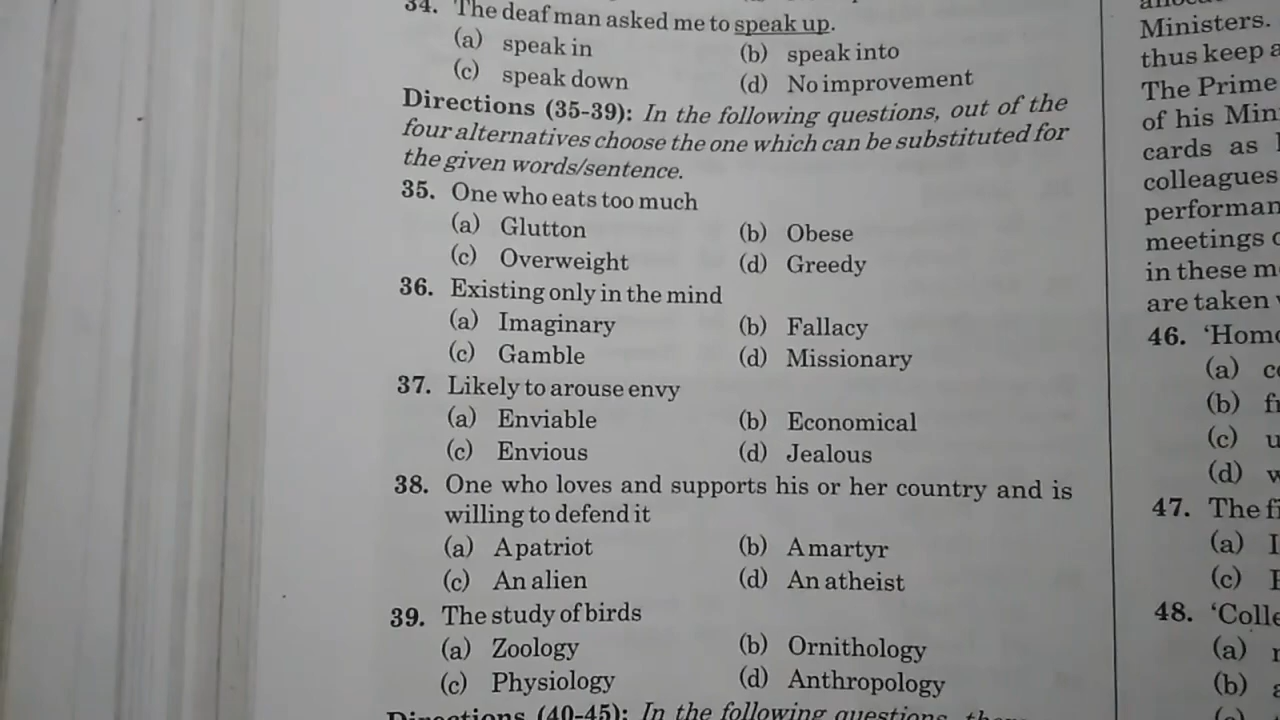 34. The deaf man asked me to speak up.
(a) speak in (b) speak into
(c) speak down (d) No improvement
Directions (35-39): In the following questions, out of the
four alternatives choose the one which can be substituted for
the given words/sentence.
35. One who eats too much
(a) Glutton (b) Obese
(c) Overweight (d) Greedy
36. Existing only in the mind
(a) Imaginary (b) Fallacy
(c) Gamble (d) Missionary
37. Likely to arouse envy
(a) Enviable (b) Economical
(c) Envious (d) Jealous
38. One who loves and supports his or her country and is
willing to defend it
(a) A patriot (b) A martyr
(c) An alien (d) An atheist
39. The study of birds
(a) Zoology (b) Ornithology
(c) Physiology (d) Anthropology
Directions (40-45): In the following questions,
Ministers.
thus keep a
The Prime
of his Min
cards as
colleagues
performan
meetings
in these m
are taken
46. 'Homo
(a)
(b)
(c)
(d)
47. The fi
(a)
(c)
48. 'Colle
(a)
(b)